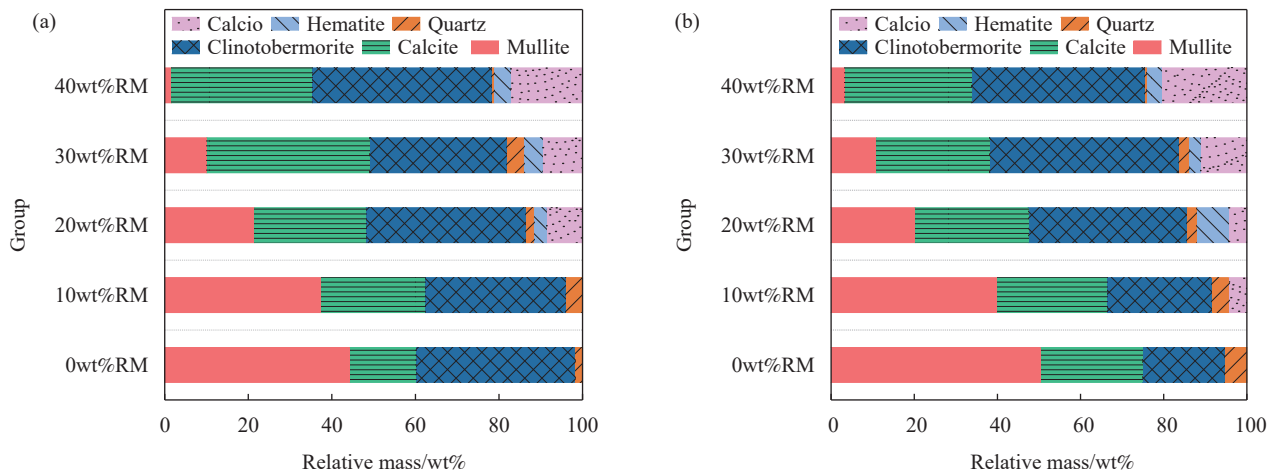 (a)
Calcio Hematite Quartz
Clinotobermorite Calcite Mullite
40wt%RM
30wt%RM
20wt%RM
10wt%RM
0wt%RM
Group
0 20 40 60 80 100
Relative mass/wt%
(b)
Calcio Hematite Quartz
Clinotobermorite Calcite Mullite
40wt%RM
30wt%RM
20wt%RM
10wt%RM
0wt%RM
Group
0 20 40 60 80 100
Relative mass/wt%